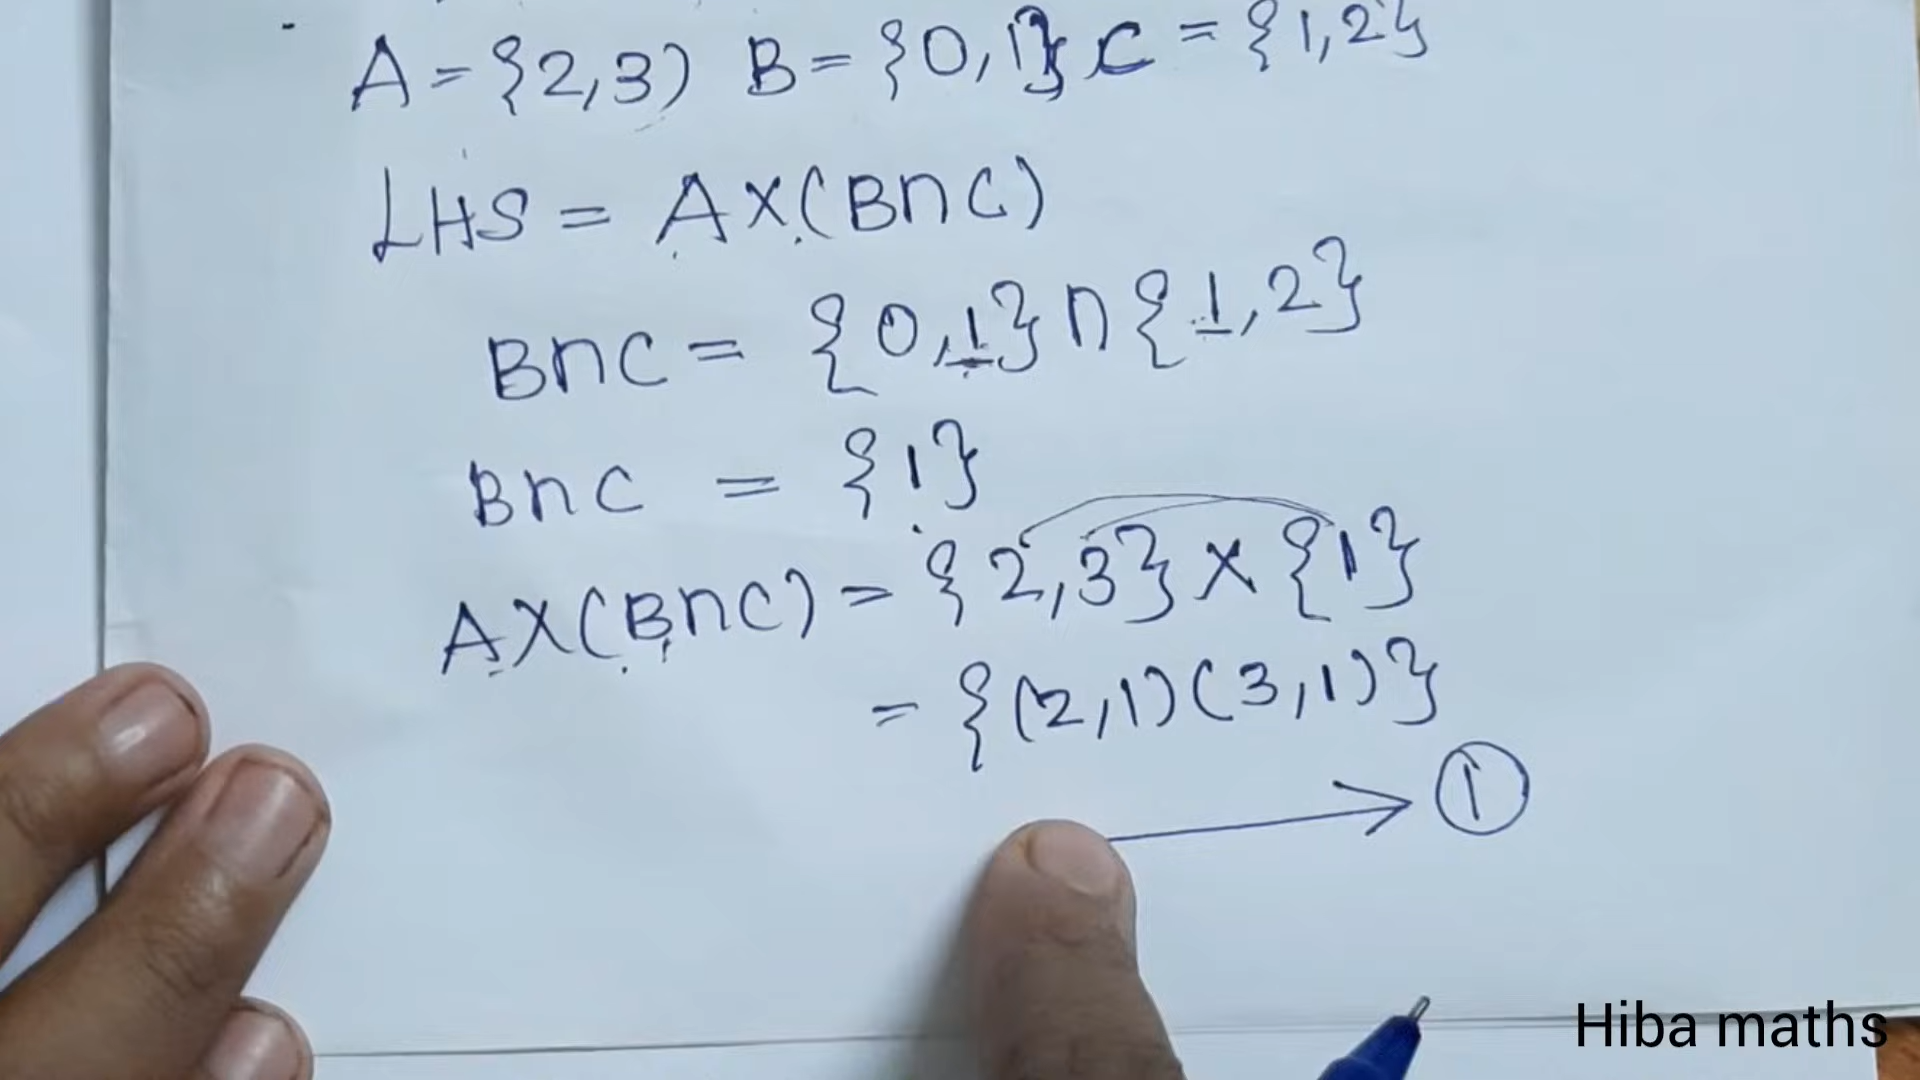 A = {2,3) B = {0,1} C = {1,2}
LHS = A×(B∩C)
B∩C = {0,1} ∩ {1,2}
B∩C = {1}
A×(B∩C) = {2,3} × {1}
= {(2,1)(3,1)}
→ ①
Hiba maths